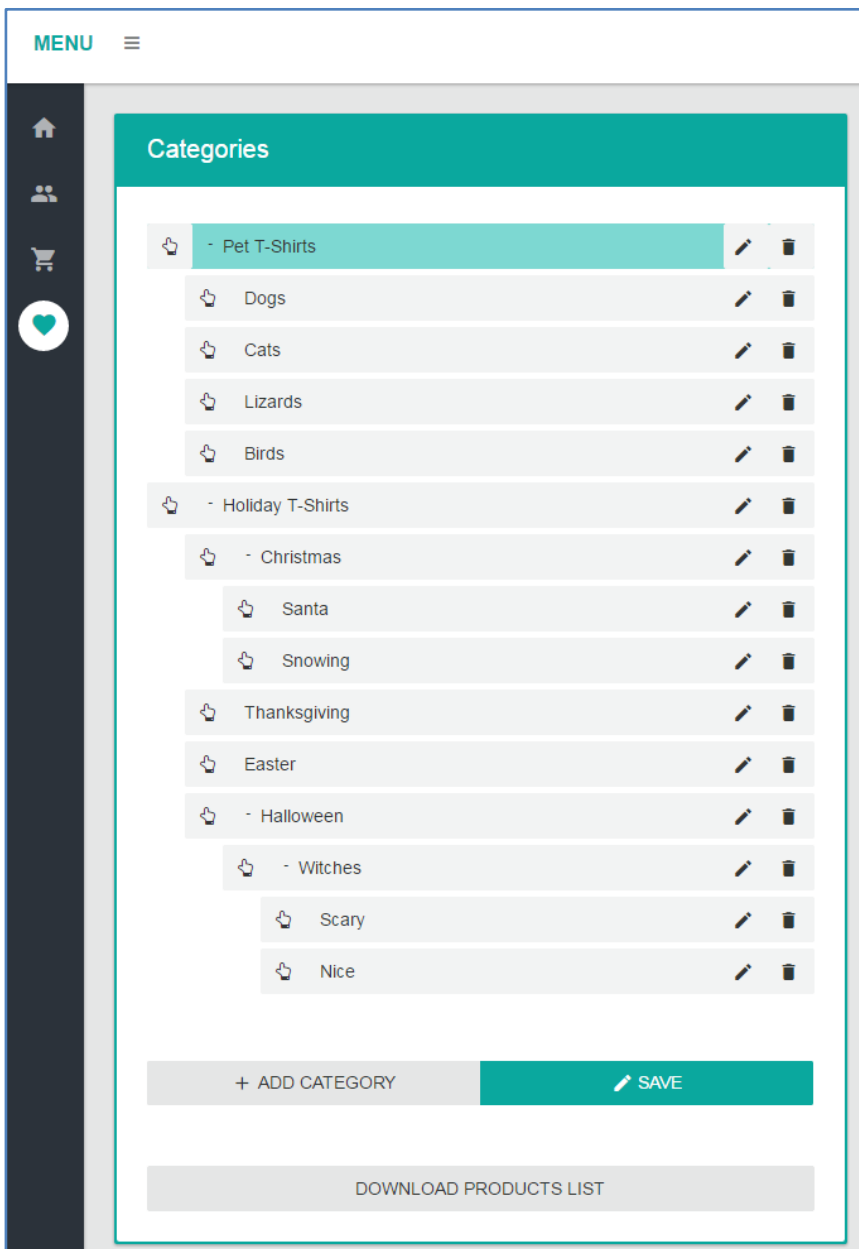 MENU
Categories
- Pet T-Shirts
Dogs
Cats
Lizards
Birds
- Holiday T-Shirts
- Christmas
Santa
Snowing
Thanksgiving
Easter
- Halloween
- Witches
Scary
Nice
+ ADD CATEGORY
SAVE
DOWNLOAD PRODUCTS LIST